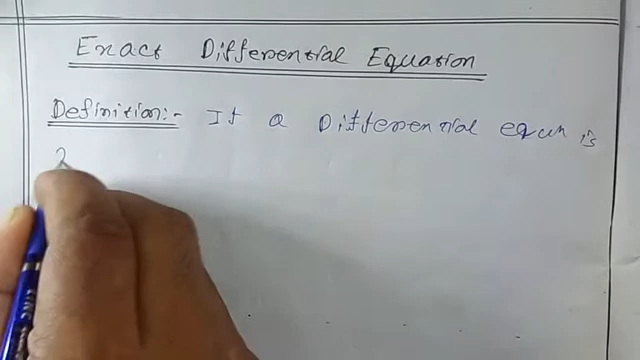 Exact Differential Equation
Definition:- If a Differential equn is